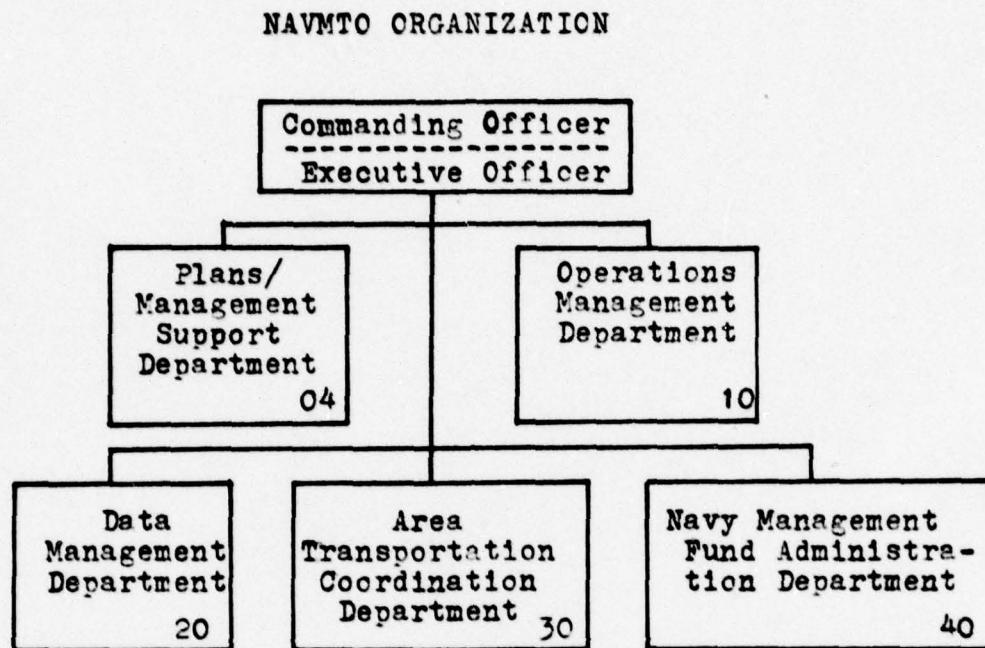 NAVMTO ORGANIZATION
Commanding Officer
Executive Officer
Plans/
Management
Support
Department
04
Operations
Management
Department
10
Data
Management
Department
20
Area
Transportation
Coordination
Department
30
Navy Management
Fund Administra-
tion Department
40